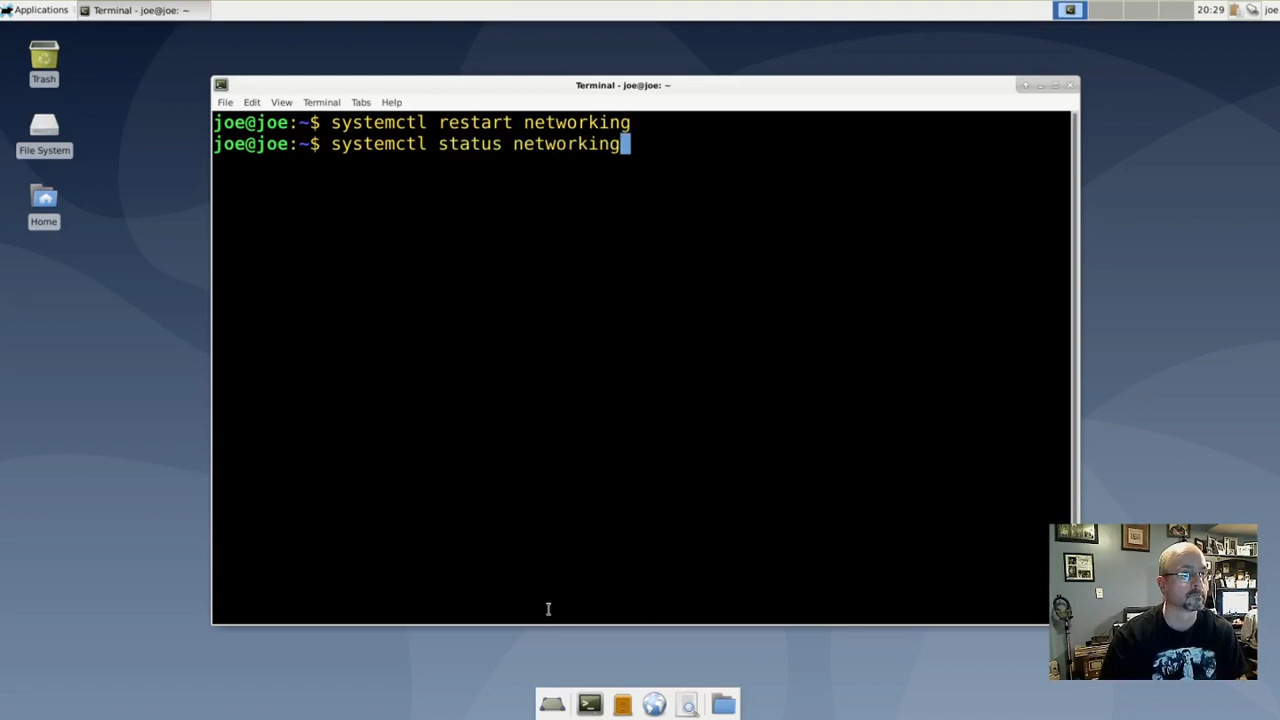 Applications
Terminal - joe@joe: ~
20:29
joe
Trash
File System
Home
Terminal - joe@joe: ~
File Edit View Terminal Tabs Help
joe@joe:~$ systemctl restart networking
joe@joe:~$ systemctl status networking